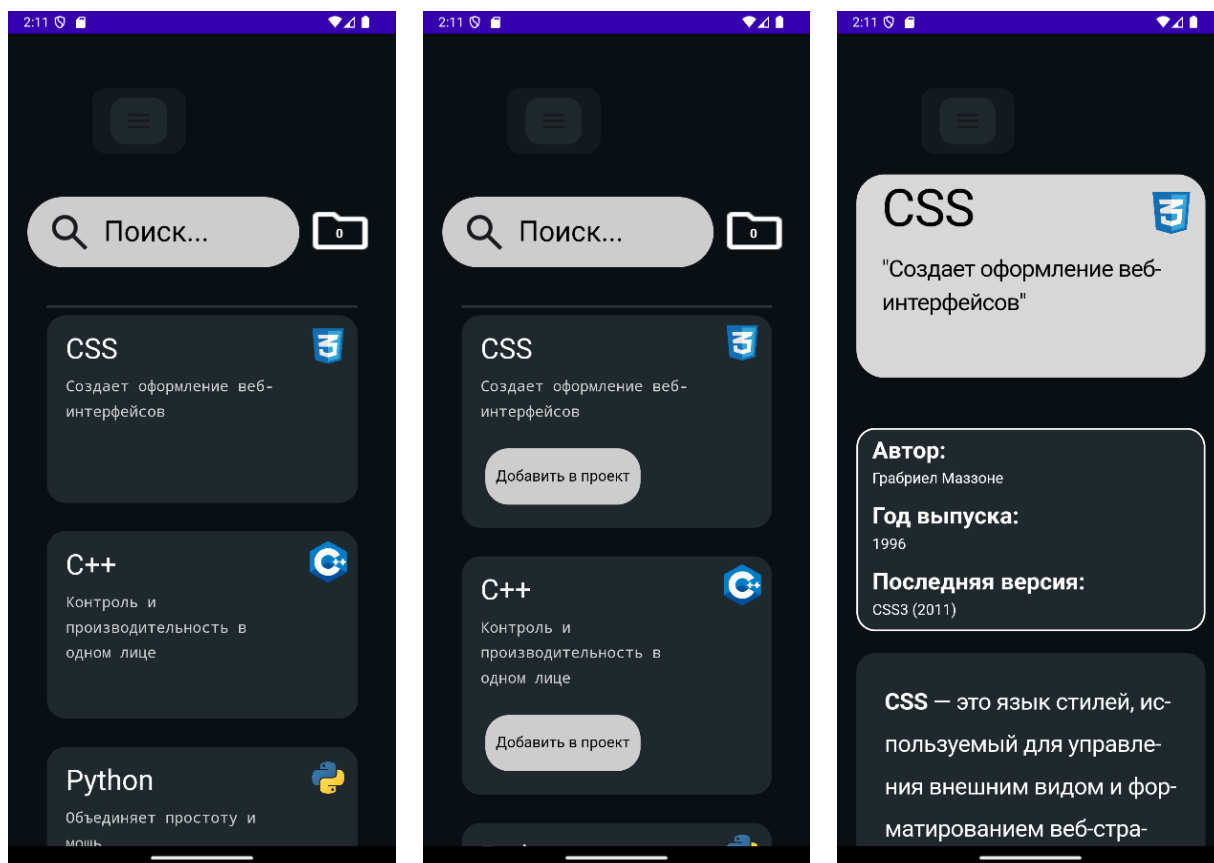 2:11
Поиск...
0
CSS
Создает оформление веб-
интерфейсов
C++
Контроль и
производительность в
одном лице
Python
Объединяет простоту и
мощь
2:11
Поиск...
0
CSS
Создает оформление веб-
интерфейсов
Добавить в проект
C++
Контроль и
производительность в
одном лице
Добавить в проект
2:11
CSS
"Создает оформление веб-
интерфейсов"
Автор:
Грабриел Маззоне
Год выпуска:
1996
Последняя версия:
CSS3 (2011)
CSS — это язык стилей, ис-
пользуемый для управле-
ния внешним видом и фор-
матированием веб-стра-